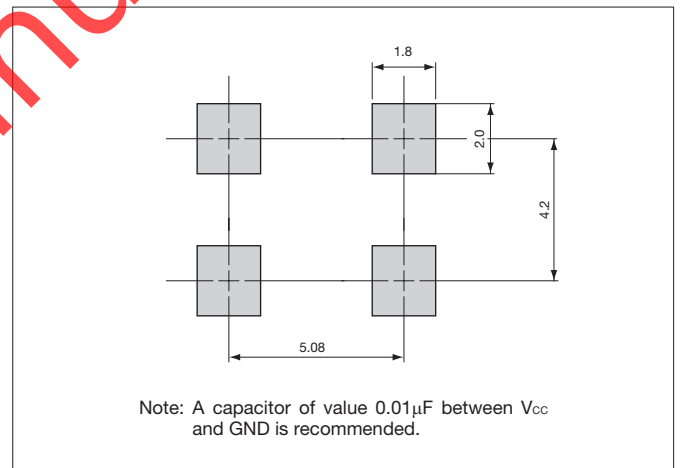 1.8
2.0
4.2
5.08
Note: A capacitor of value 0.01μF between Vcc
and GND is recommended.